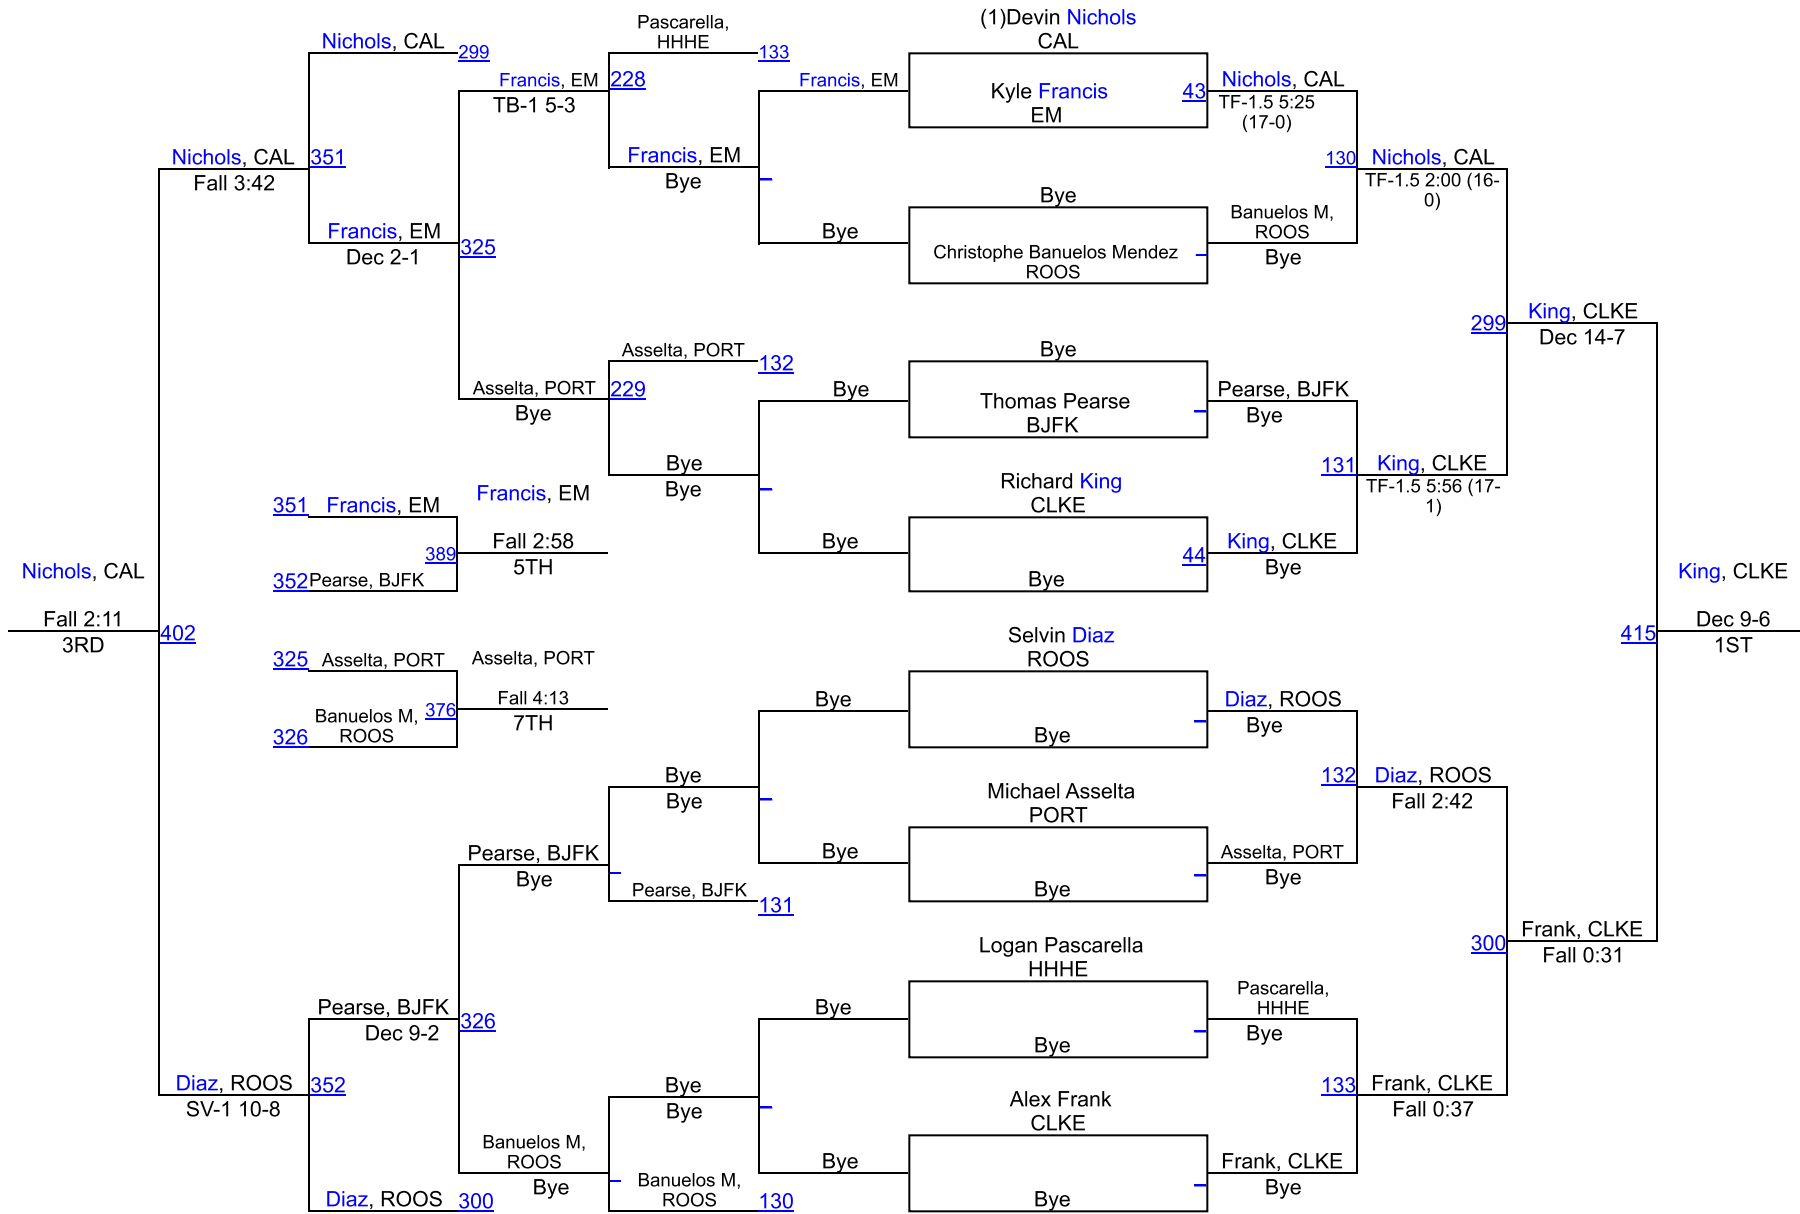 (1)Devin Nichols
CAL
Kyle Francis
EM
43
Bye
Christophe Banuelos Mendez
ROOS
Bye
Thomas Pearse
BJFK
Richard King
CLKE
44
Bye
Selvin Diaz
ROOS
Bye
Michael Asselta
PORT
Bye
Logan Pascarella
HHHE
Bye
Alex Frank
CLKE
Bye
Nichols, CAL
TF-1.5 5:25
(17-0)
Banuelos M,
ROOS
Bye
Pearse, BJFK
Bye
King, CLKE
Bye
Diaz, ROOS
Bye
Asselta, PORT
Bye
Pascarella,
HHHE
Bye
Frank, CLKE
Bye
130
Nichols, CAL
TF-1.5 2:00 (16-
0)
131
King, CLKE
TF-1.5 5:56 (17-
1)
132
Diaz, ROOS
Fall 2:42
133
Frank, CLKE
Fall 0:37
299
King, CLKE
Dec 14-7
300
Frank, CLKE
Fall 0:31
415
King, CLKE
Dec 9-6
1ST
Francis, EM
Bye
Bye
Bye
Bye
Bye
Bye
Bye
Pascarella,
HHHE
133
Francis, EM
Bye
Asselta, PORT
132
Bye
Bye
Bye
Bye
Pearse, BJFK
131
Bye
Bye
Banuelos M,
ROOS
130
Francis, EM
228
TB-1 5-3
Asselta, PORT
229
Bye
Pearse, BJFK
Bye
Banuelos M,
ROOS
Bye
Nichols, CAL
299
Francis, EM
325
Dec 2-1
Pearse, BJFK
326
Dec 9-2
Diaz, ROOS
300
Nichols, CAL
351
Fall 3:42
Diaz, ROOS
352
SV-1 10-8
Nichols, CAL
Fall 2:11
402
3RD
351
Francis, EM
352
Pearse, BJFK
389
Francis, EM
Fall 2:58
5TH
325
Asselta, PORT
326
Banuelos M,
ROOS
376
Asselta, PORT
Fall 4:13
7TH